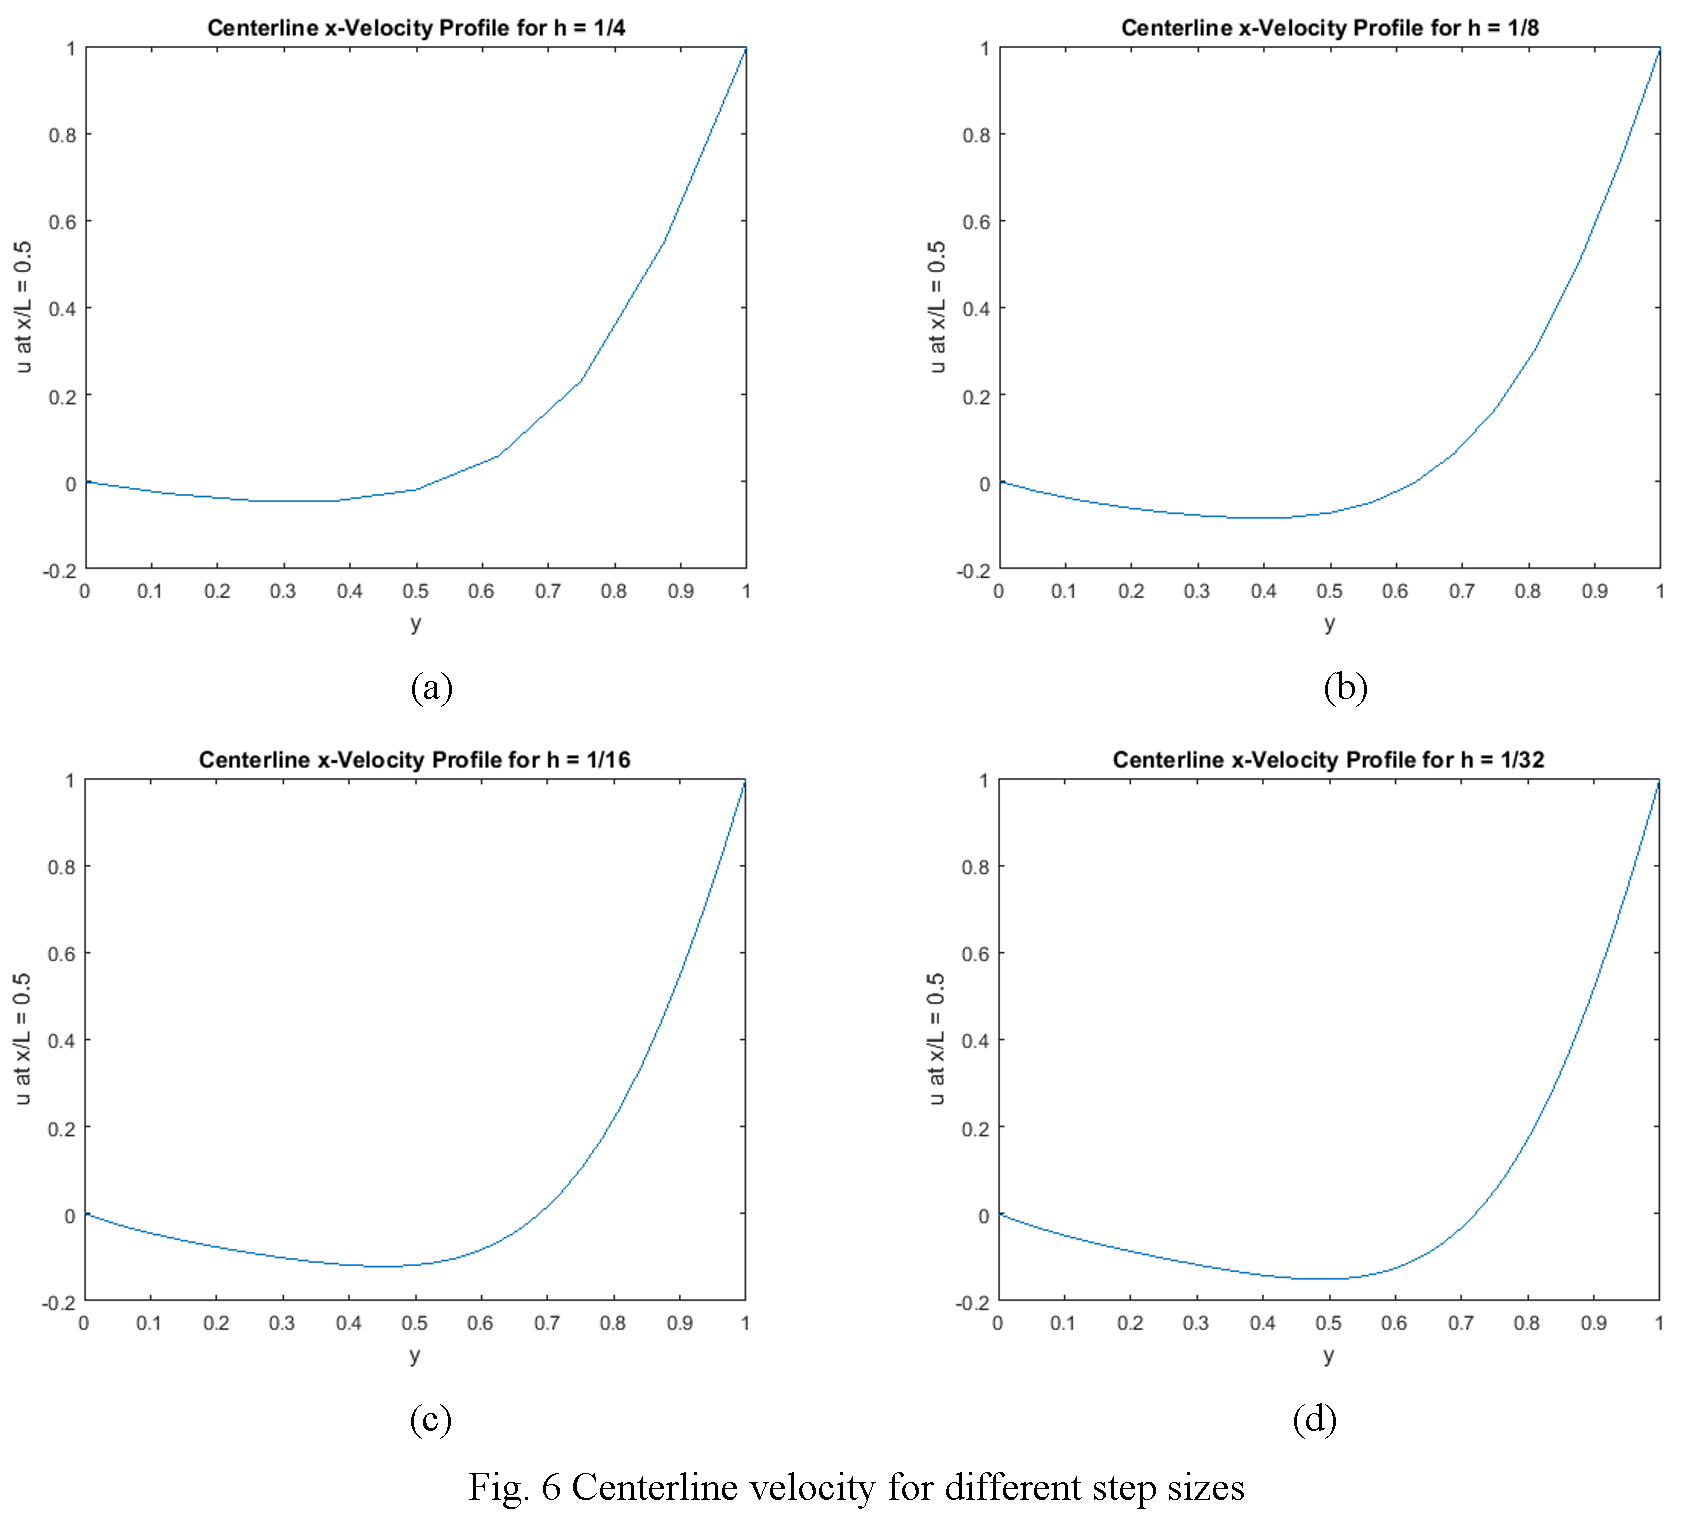 Centerline x-Velocity Profile for h = 1/4
1
0.8
0.6
0.4
0.2
0
-0.2
u at x/L = 0.5
0 0.1 0.2 0.3 0.4 0.5 0.6 0.7 0.8 0.9 1
y
(a)
Centerline x-Velocity Profile for h = 1/8
1
0.8
0.6
0.4
0.2
0
-0.2
u at x/L = 0.5
0 0.1 0.2 0.3 0.4 0.5 0.6 0.7 0.8 0.9 1
y
(b)
Centerline x-Velocity Profile for h = 1/16
1
0.8
0.6
0.4
0.2
0
-0.2
u at x/L = 0.5
0 0.1 0.2 0.3 0.4 0.5 0.6 0.7 0.8 0.9 1
y
(c)
Centerline x-Velocity Profile for h = 1/32
1
0.8
0.6
0.4
0.2
0
-0.2
u at x/L = 0.5
0 0.1 0.2 0.3 0.4 0.5 0.6 0.7 0.8 0.9 1
y
(d)
Fig. 6 Centerline velocity for different step sizes